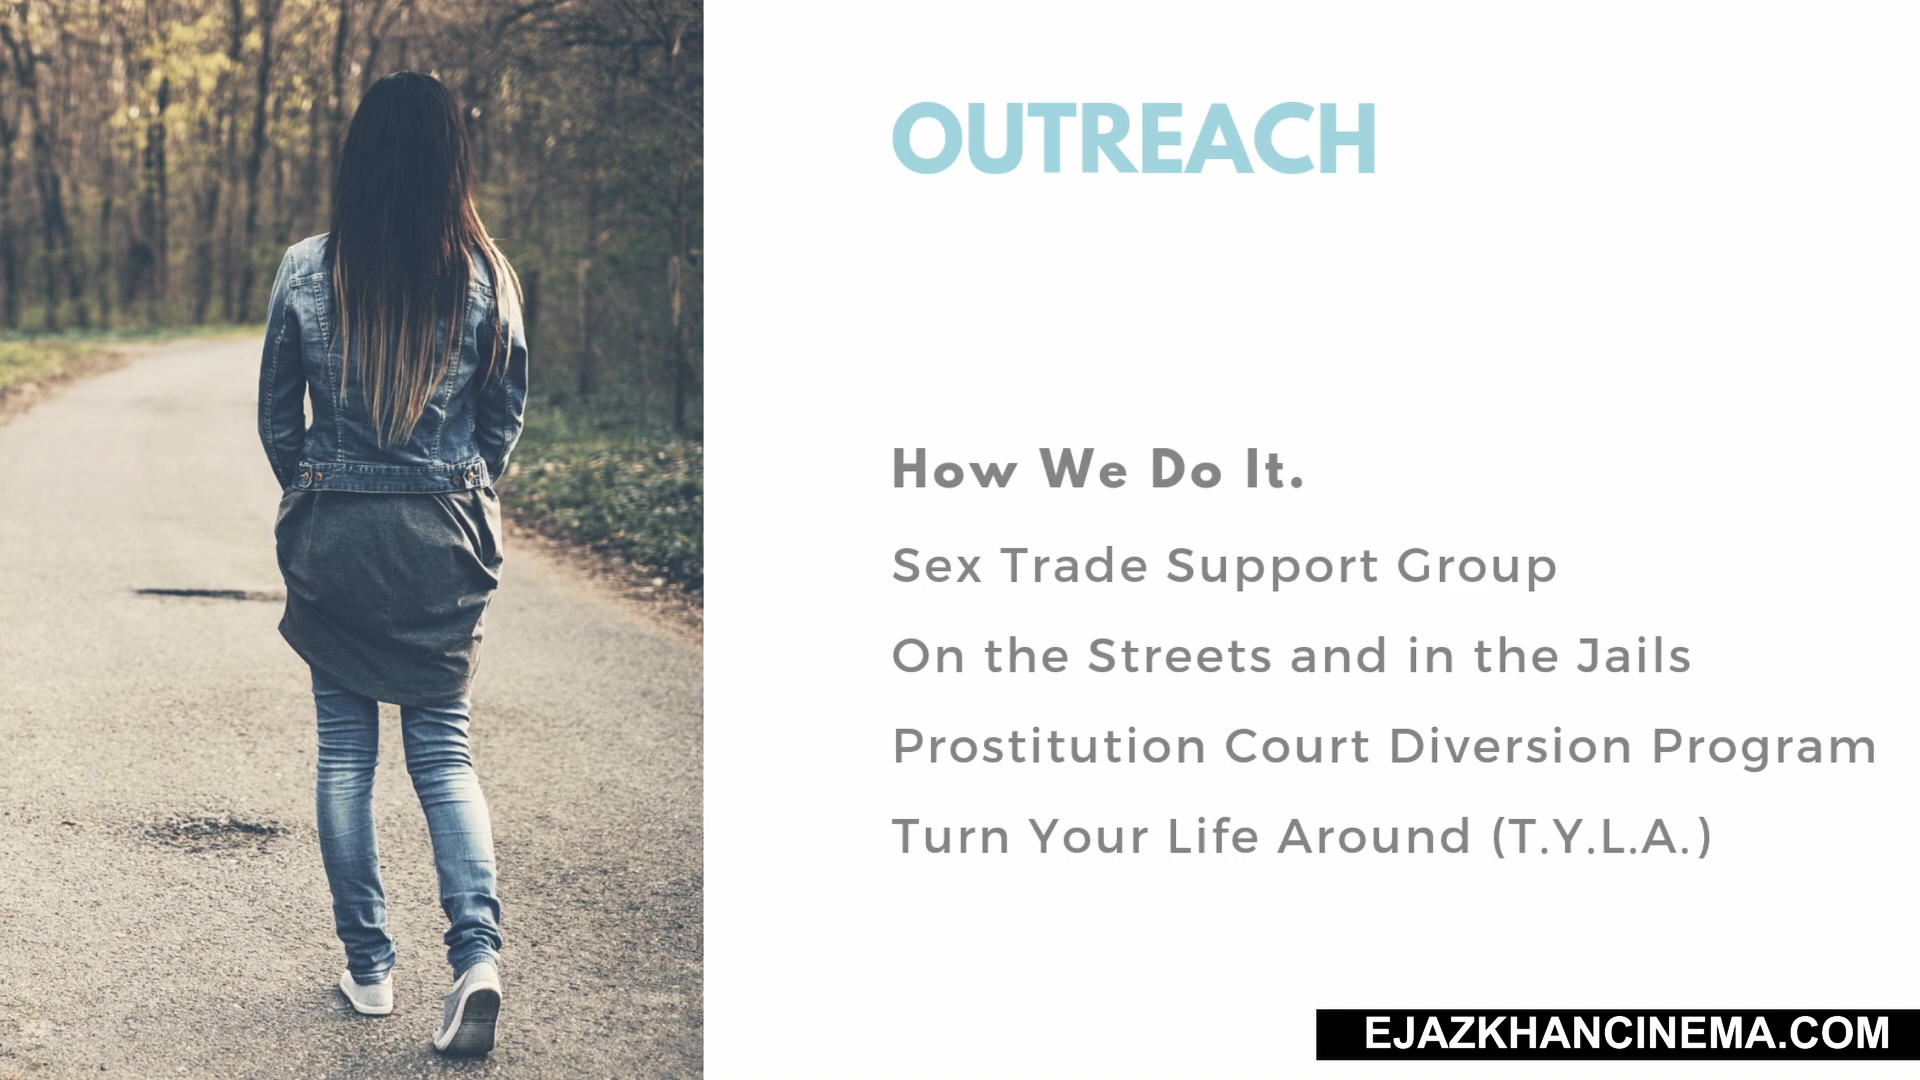 OUTREACH
How We Do It.
Sex Trade Support Group
On the Streets and in the Jails
Prostitution Court Diversion Program
Turn Your Life Around (T.Y.L.A.)
EJAZKHANCINEMA.COM